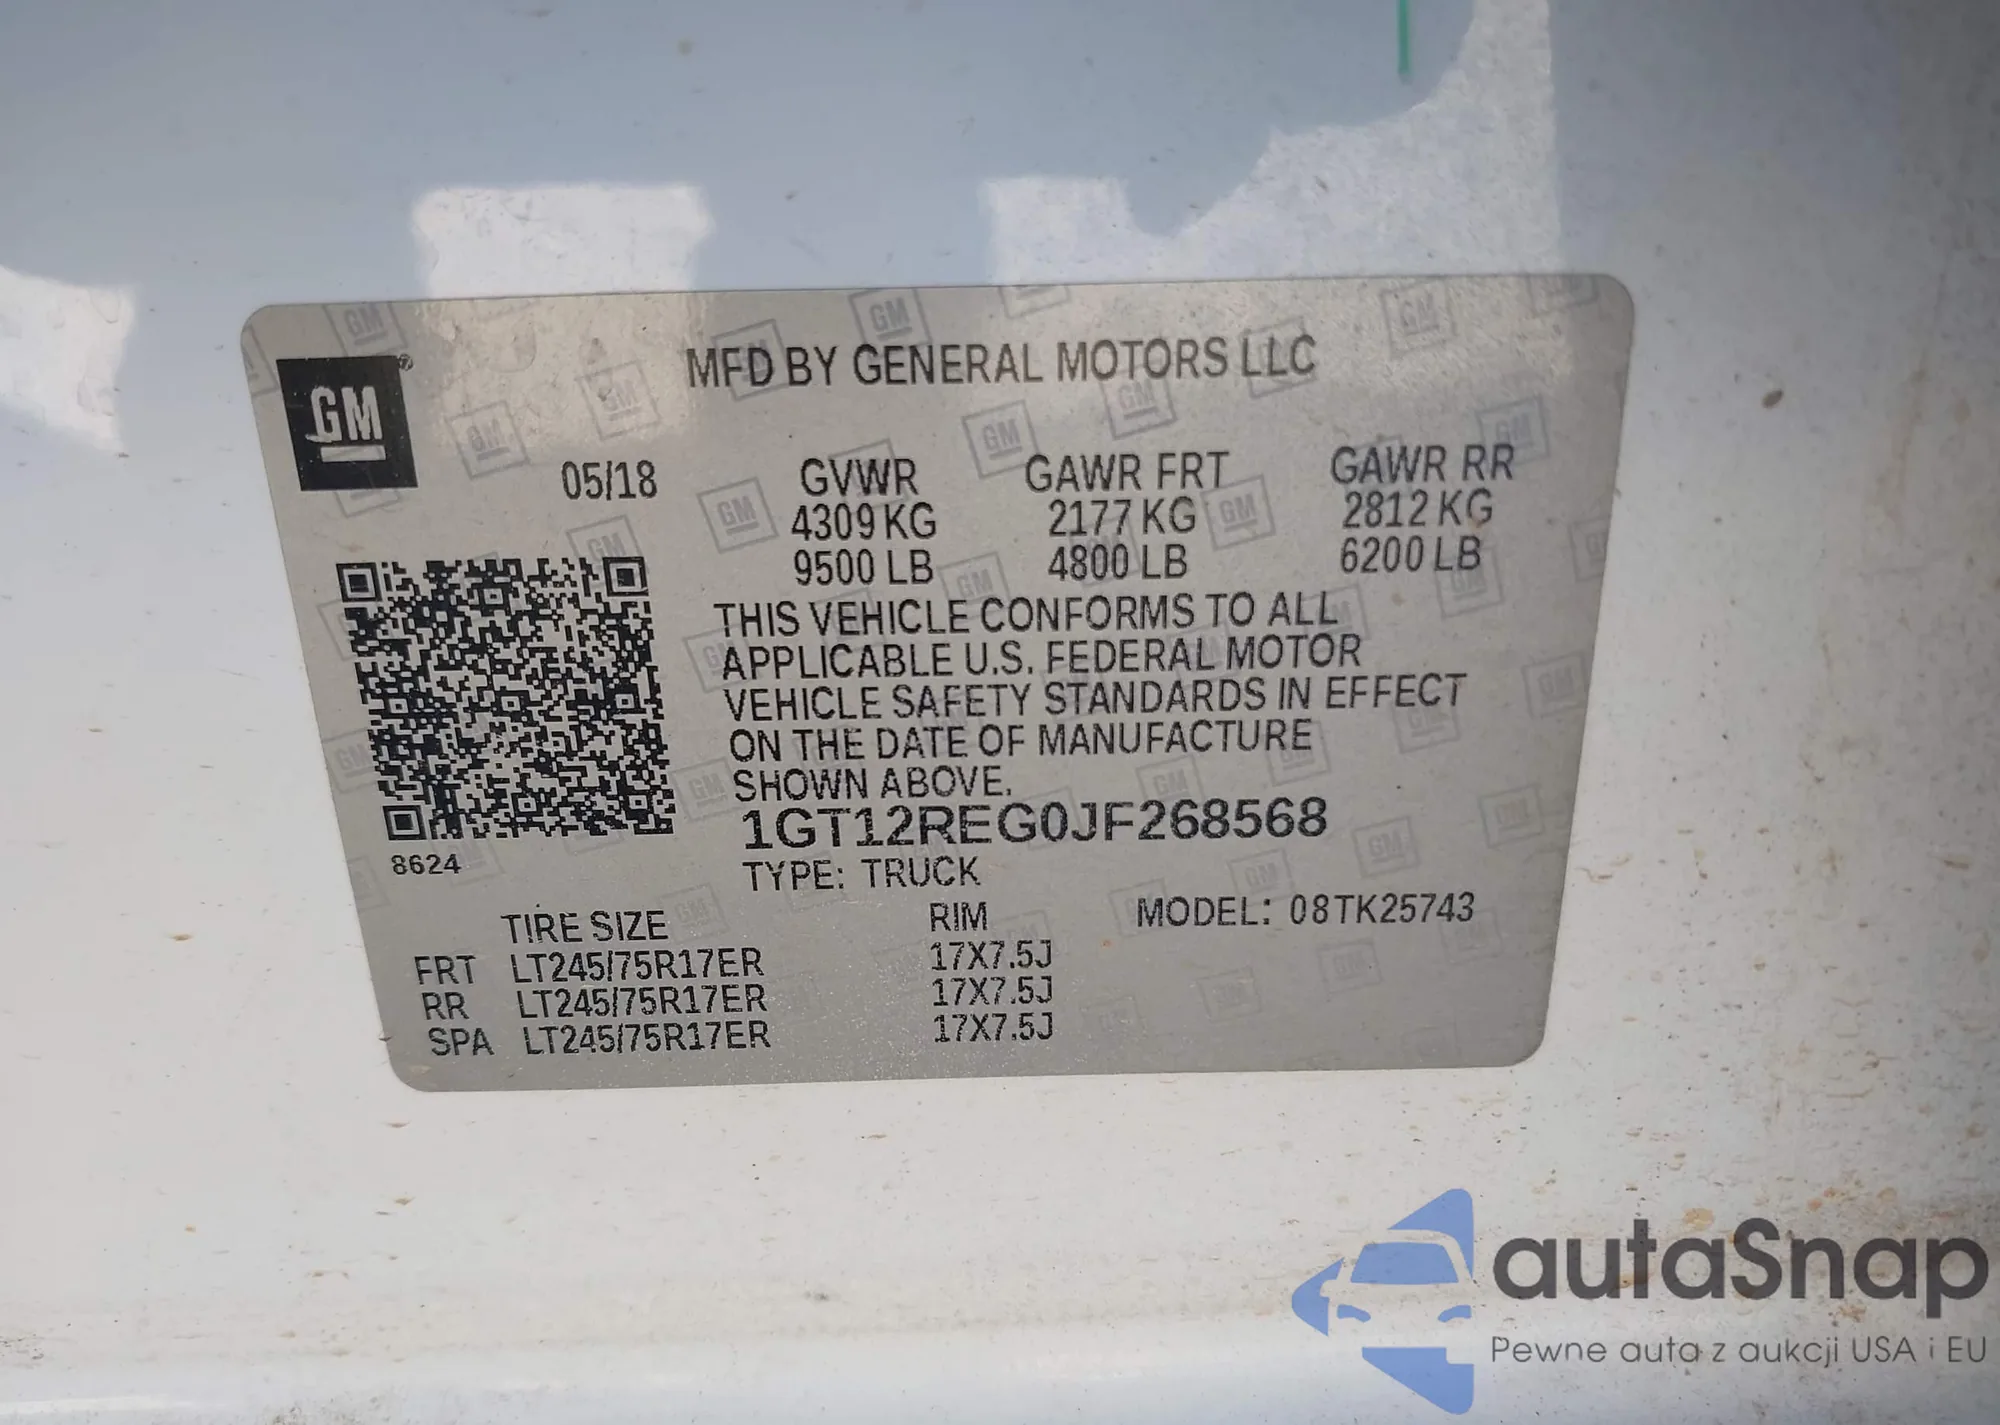 GM
MFD BY GENERAL MOTORS LLC
05/18 GVWR GAWR FRT GAWR RR
4309 KG 2177 KG 2812 KG
9500 LB 4800 LB 6200 LB
THIS VEHICLE CONFORMS TO ALL
APPLICABLE U.S. FEDERAL MOTOR
VEHICLE SAFETY STANDARDS IN EFFECT
ON THE DATE OF MANUFACTURE
SHOWN ABOVE.
1GT12REG0JF268568
8624
TYPE: TRUCK
TIRE SIZE RIM MODEL: 08TK25743
FRT LT245/75R17ER 17X7.5J
RR LT245/75R17ER 17X7.5J
SPA LT245/75R17ER 17X7.5J
autaSnap
Pewne auta z aukcji USA i EU